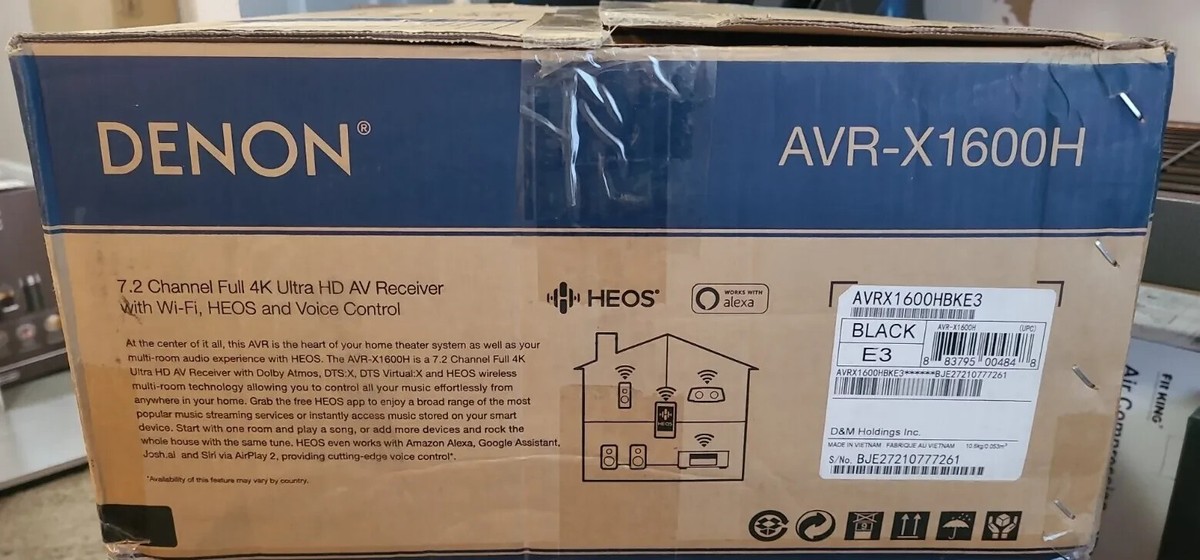 DENON®
AVR-X1600H
7.2 Channel Full 4K Ultra HD AV Receiver
with Wi-Fi, HEOS and Voice Control
At the center of it all, this AVR is the heart of your home theater system as well as your
multi-room audio experience with HEOS. The AVR-X1600H is a 7.2 Channel Full 4K
Ultra HD AV Receiver with Dolby Atmos, DTS:X, DTS Virtual:X and HEOS wireless
multi-room technology allowing you to control all your music effortlessly from
anywhere in your home. Grab the free HEOS app to enjoy a broad range of the most
popular music streaming services or instantly access music stored on your smart
device. Start with one room and play a song, or add more devices and rock the
whole house with the same tune. HEOS even works with Amazon Alexa, Google Assistant,
Josh.ai and Siri via AirPlay 2, providing cutting-edge voice control*.
*Availability of this feature may vary by country.
HEOS®
WORKS WITH
alexa
HEOS
AVRX1600HBKE3
BLACK
E3
AVR-X1600H (UPC)
8 83795 00484 8
AVRX1600HBKE3******BJE27210777261
D&M Holdings Inc.
MADE IN VIETNAM FABRIQUE AU VIETNAM 10.6kg/0.053m³
S/No. BJE27210777261
FILL KING
Air Compressor